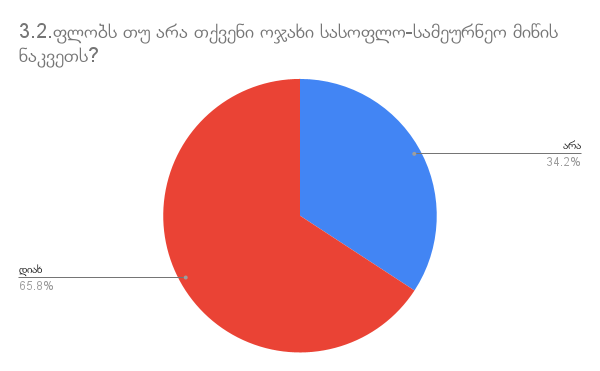 3.2.ფლობს თუ არა თქვენი ოჯახი სასოფლო-სამეურნეო მიწის
ნაკვეთს?
არა
34.2%
დიახ
65.8%